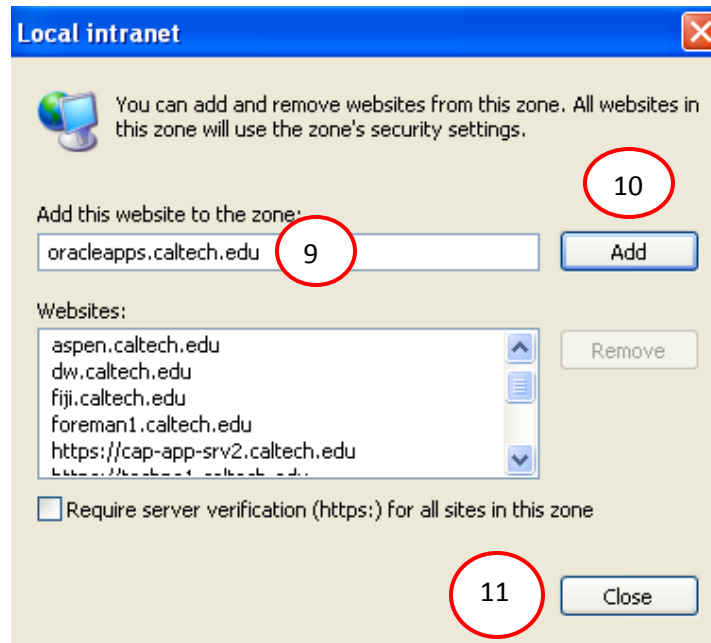 Local intranet
You can add and remove websites from this zone. All websites in
this zone will use the zone's security settings.
10
Add this website to the zone:
oracleapps.caltech.edu
9
Add
Websites:
aspen.caltech.edu
dw.caltech.edu
fiji.caltech.edu
foreman1.caltech.edu
https://cap-app-srv2.caltech.edu
Remove
Require server verification (https:) for all sites in this zone
11
Close